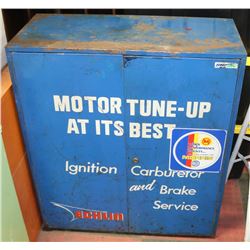 MOTOR TUNE-UP
AT ITS BEST
Ignition Carburetor
and Brake
Service
ECHLIN